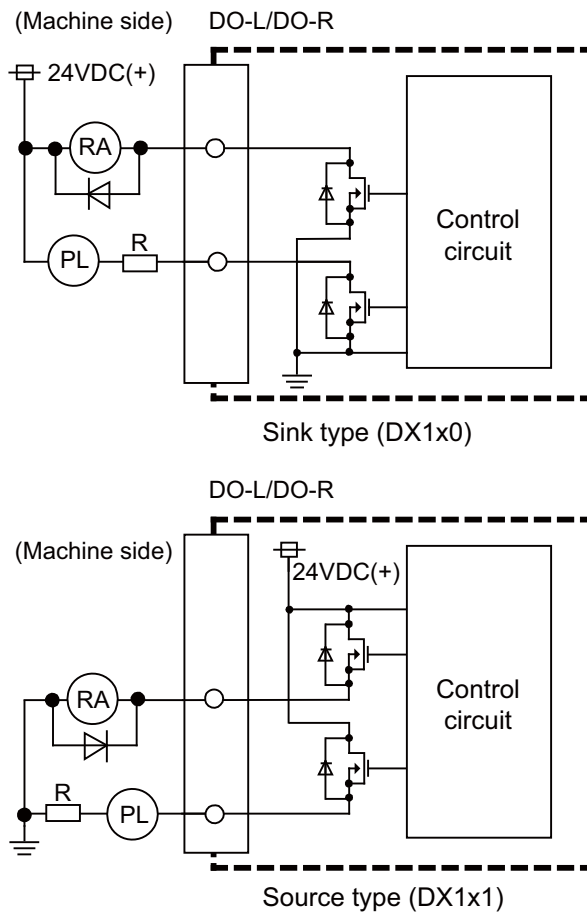 (Machine side) DO-L/DO-R
24VDC(+)
RA
R
PL
Control
circuit
Sink type (DX1x0)
DO-L/DO-R
(Machine side)
24VDC(+)
RA
Control
circuit
R
PL
Source type (DX1x1)